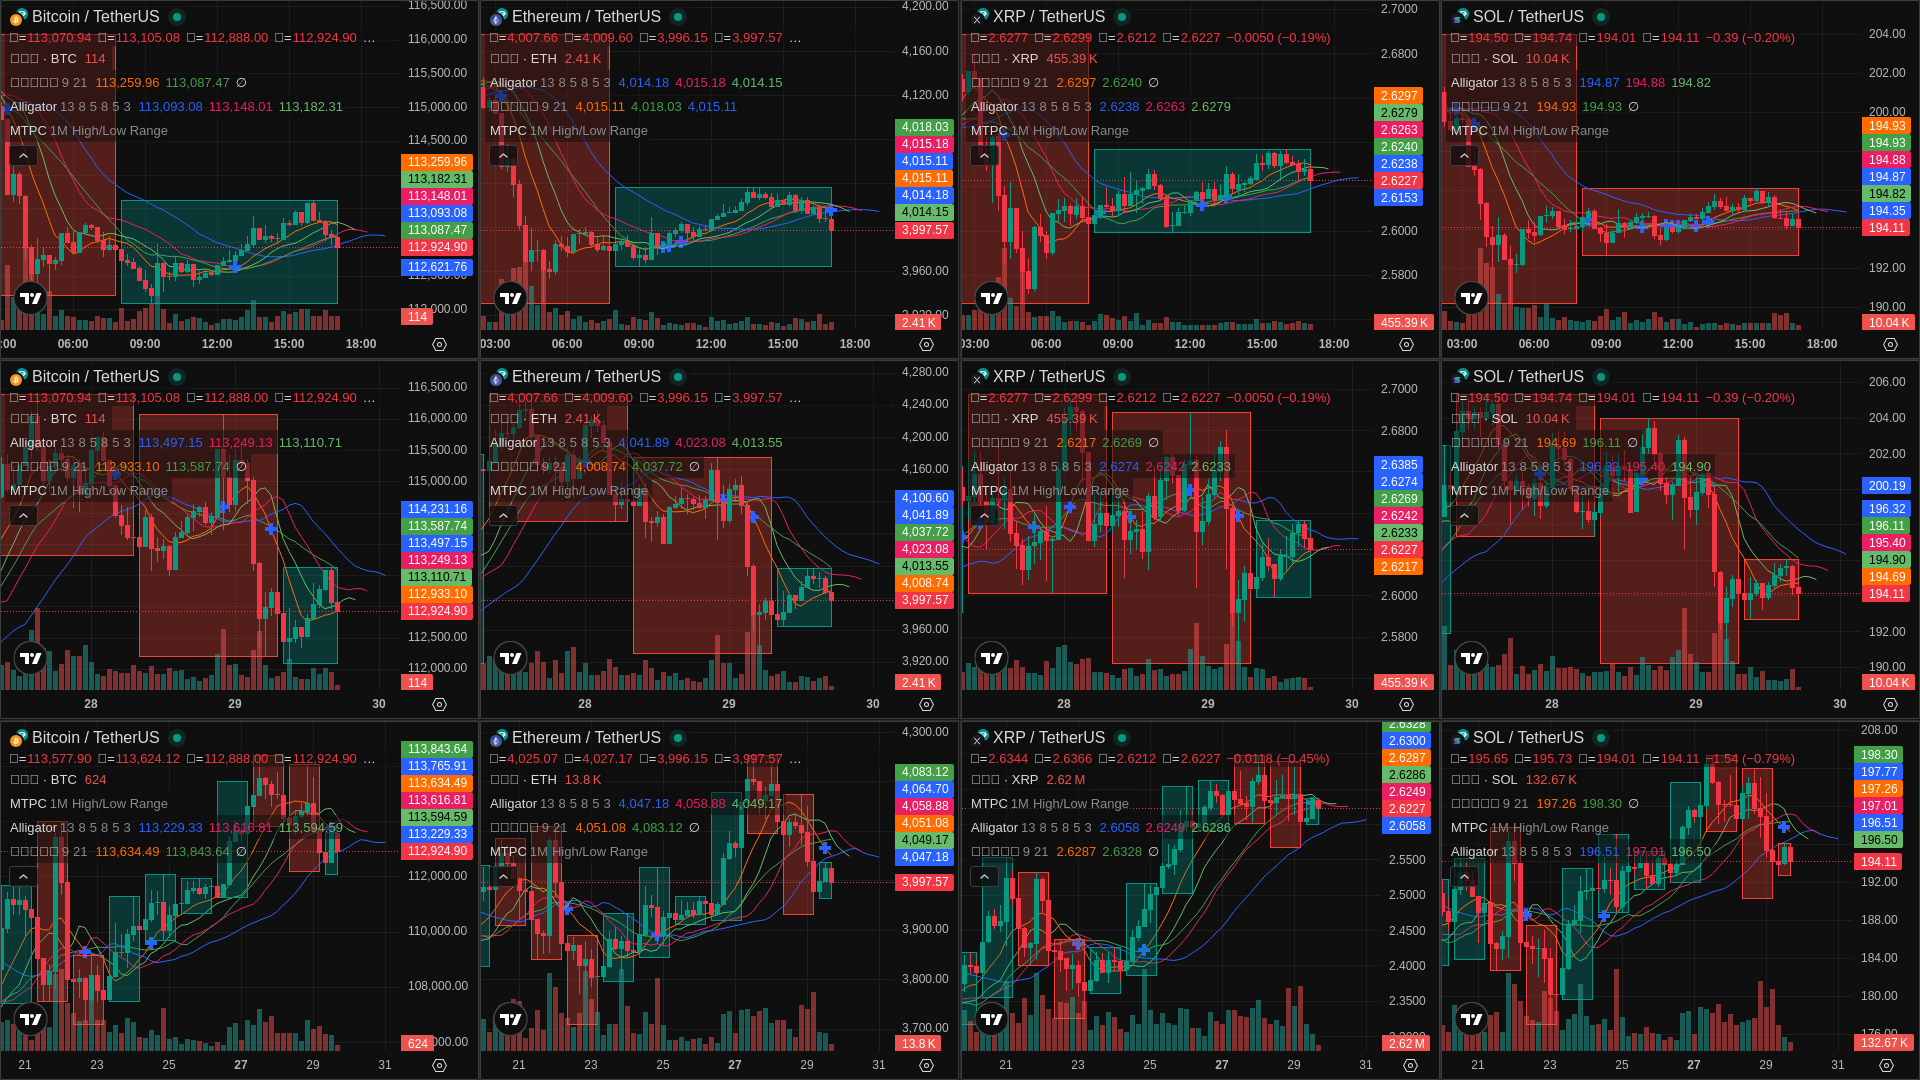 Bitcoin / TetherUS
=113,070.94 =113,105.08 =112,888.00 =112,924.90 ...
· BTC 114
9 21 113,259.96 113,087.47 ∅
Alligator 13 8 5 8 5 3 113,093.08 113,148.01 113,182.31
MTPC 1M High/Low Range
116,500.00
116,000.00
115,500.00
115,000.00
114,500.00
113,259.96
113,182.31
113,148.01
113,093.08
113,087.47
112,924.90
112,621.76
114
06:00 09:00 12:00 15:00 18:00
Ethereum / TetherUS
=4,007.66 =4,009.60 =3,996.15 =3,997.57 ...
· ETH 2.41 K
Alligator 13 8 5 8 5 3 4,014.18 4,015.18 4,014.15
9 21 4,015.11 4,018.03 4,015.11
MTPC 1M High/Low Range
4,200.00
4,160.00
4,120.00
4,018.03
4,015.18
4,015.11
4,015.11
4,014.18
4,014.15
3,997.57
3,960.00
2.41 K
03:00 06:00 09:00 12:00 15:00 18:00
XRP / TetherUS
=2.6277 =2.6299 =2.6212 =2.6227 −0.0050 (−0.19%)
· XRP 455.39 K
9 21 2.6297 2.6240 ∅
Alligator 13 8 5 8 5 3 2.6238 2.6263 2.6279
MTPC 1M High/Low Range
2.7000
2.6800
2.6297
2.6279
2.6263
2.6240
2.6238
2.6227
2.6153
2.6000
2.5800
455.39 K
03:00 06:00 09:00 12:00 15:00 18:00
SOL / TetherUS
=194.50 =194.74 =194.01 =194.11 −0.39 (−0.20%)
· SOL 10.04 K
Alligator 13 8 5 8 5 3 194.87 194.88 194.82
9 21 194.93 194.93 ∅
MTPC 1M High/Low Range
204.00
202.00
200.00
194.93
194.93
194.88
194.87
194.82
194.35
194.11
192.00
190.00
10.04 K
03:00 06:00 09:00 12:00 15:00 18:00
Bitcoin / TetherUS
=113,070.94 =113,105.08 =112,888.00 =112,924.90 ...
· BTC 114
Alligator 13 8 5 8 5 3 113,497.15 113,249.13 113,110.71
9 21 112,933.10 113,587.74 ∅
MTPC 1M High/Low Range
116,500.00
116,000.00
115,500.00
115,000.00
114,231.16
113,587.74
113,497.15
113,249.13
113,110.71
112,933.10
112,924.90
112,500.00
112,000.00
114
28 29 30
Ethereum / TetherUS
=4,007.66 =4,009.60 =3,996.15 =3,997.57 ...
· ETH 2.41 K
Alligator 13 8 5 8 5 3 4,041.89 4,023.08 4,013.55
9 21 4,008.74 4,037.72 ∅
MTPC 1M High/Low Range
4,280.00
4,240.00
4,200.00
4,160.00
4,100.60
4,041.89
4,037.72
4,023.08
4,013.55
4,008.74
3,997.57
3,960.00
3,920.00
2.41 K
28 29 30
XRP / TetherUS
=2.6277 =2.6299 =2.6212 =2.6227 −0.0050 (−0.19%)
· XRP 455.39 K
9 21 2.6217 2.6269 ∅
Alligator 13 8 5 8 5 3 2.6274 2.6242 2.6233
MTPC 1M High/Low Range
2.7000
2.6800
2.6385
2.6274
2.6269
2.6242
2.6233
2.6227
2.6217
2.6000
2.5800
455.39 K
28 29 30
SOL / TetherUS
=194.50 =194.74 =194.01 =194.11 −0.39 (−0.20%)
· SOL 10.04 K
9 21 194.69 196.11 ∅
Alligator 13 8 5 8 5 3 196.32 195.40 194.90
MTPC 1M High/Low Range
206.00
204.00
202.00
200.19
196.32
196.11
195.40
194.90
194.69
194.11
192.00
190.00
10.04 K
28 29 30
Bitcoin / TetherUS
=113,577.90 =113,624.12 =112,888.00 =112,924.90 ...
· BTC 624
MTPC 1M High/Low Range
Alligator 13 8 5 8 5 3 113,229.33 113,616.81 113,594.59
9 21 113,634.49 113,843.64 ∅
113,843.64
113,765.91
113,634.49
113,616.81
113,594.59
113,229.33
112,924.90
112,000.00
110,000.00
108,000.00
624
21 23 25 27 29 31
Ethereum / TetherUS
=4,025.07 =4,027.17 =3,996.15 =3,997.57 ...
· ETH 13.8 K
Alligator 13 8 5 8 5 3 4,047.18 4,058.88 4,049.17
9 21 4,051.08 4,083.12 ∅
MTPC 1M High/Low Range
4,300.00
4,083.12
4,064.70
4,058.88
4,051.08
4,049.17
4,047.18
3,997.57
3,900.00
3,800.00
3,700.00
13.8 K
21 23 25 27 29 31
XRP / TetherUS
=2.6344 =2.6366 =2.6212 =2.6227 −0.0118 (−0.45%)
· XRP 2.62 M
MTPC 1M High/Low Range
Alligator 13 8 5 8 5 3 2.6058 2.6249 2.6286
9 21 2.6287 2.6328 ∅
2.6328
2.6300
2.6287
2.6286
2.6249
2.6227
2.6058
2.5500
2.5000
2.4500
2.4000
2.3500
2.62 M
21 23 25 27 29 31
SOL / TetherUS
=195.65 =195.73 =194.01 =194.11 −1.54 (−0.79%)
· SOL 132.67 K
9 21 197.26 198.30 ∅
MTPC 1M High/Low Range
Alligator 13 8 5 8 5 3 196.51 197.01 196.50
208.00
198.30
197.77
197.26
197.01
196.51
196.50
194.11
192.00
188.00
184.00
180.00
176.00
132.67 K
21 23 25 27 29 31